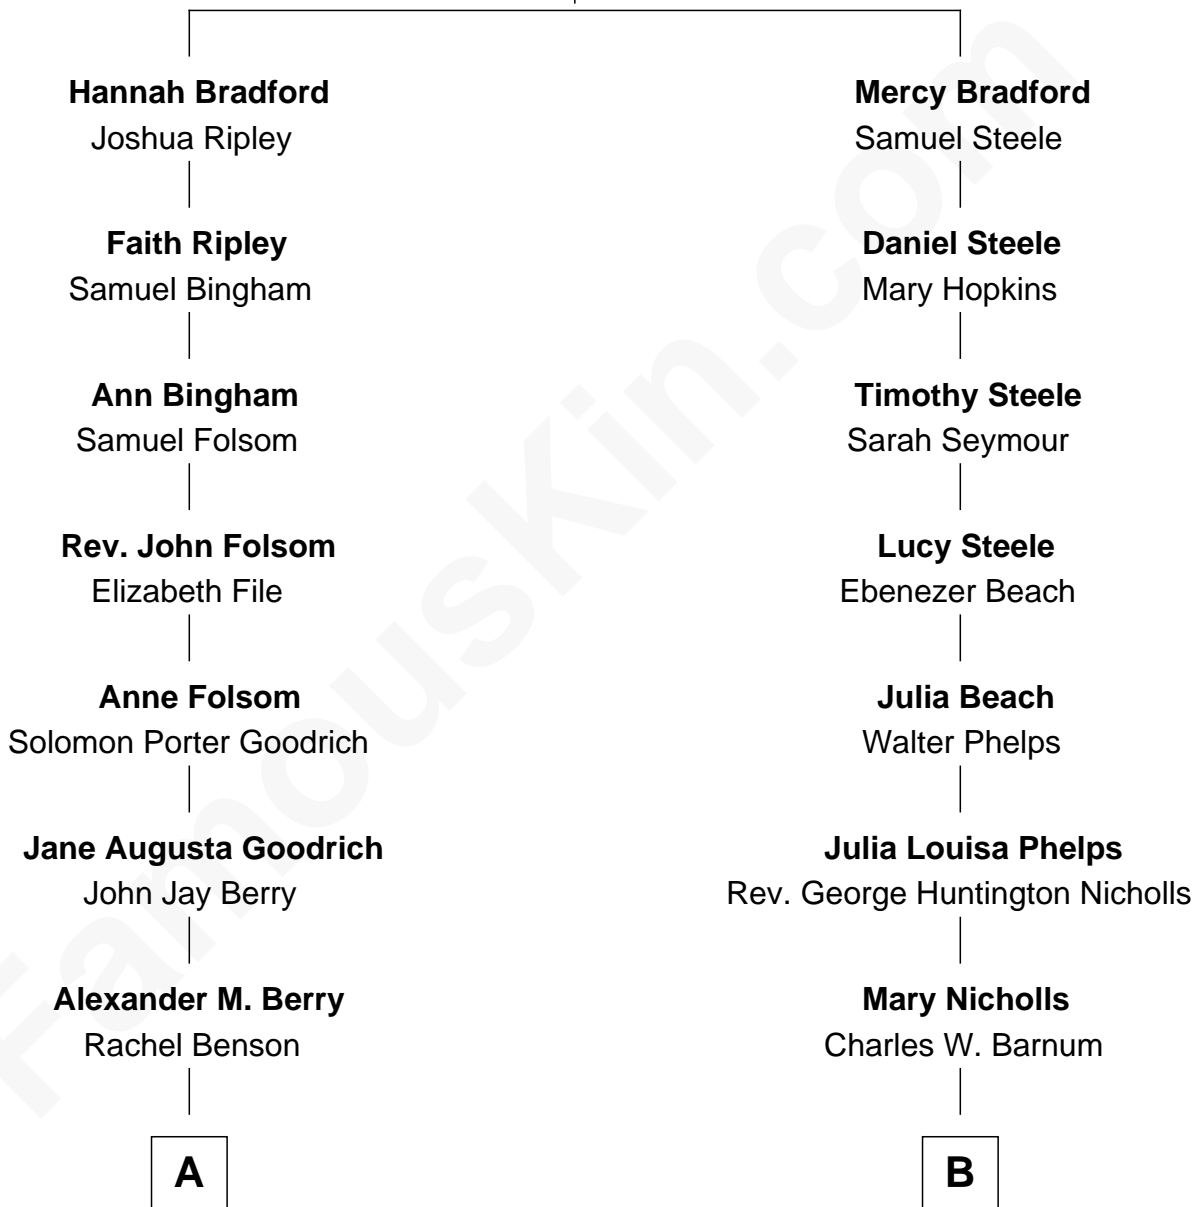 Hannah Bradford
Joshua Ripley
Faith Ripley
Samuel Bingham
Ann Bingham
Samuel Folsom
Rev. John Folsom
Elizabeth File
Anne Folsom
Solomon Porter Goodrich
Jane Augusta Goodrich
John Jay Berry
Alexander M. Berry
Rachel Benson
A
Mercy Bradford
Samuel Steele
Daniel Steele
Mary Hopkins
Timothy Steele
Sarah Seymour
Lucy Steele
Ebenezer Beach
Julia Beach
Walter Phelps
Julia Louisa Phelps
Rev. George Huntington Nicholls
Mary Nicholls
Charles W. Barnum
B
FamousKin.com